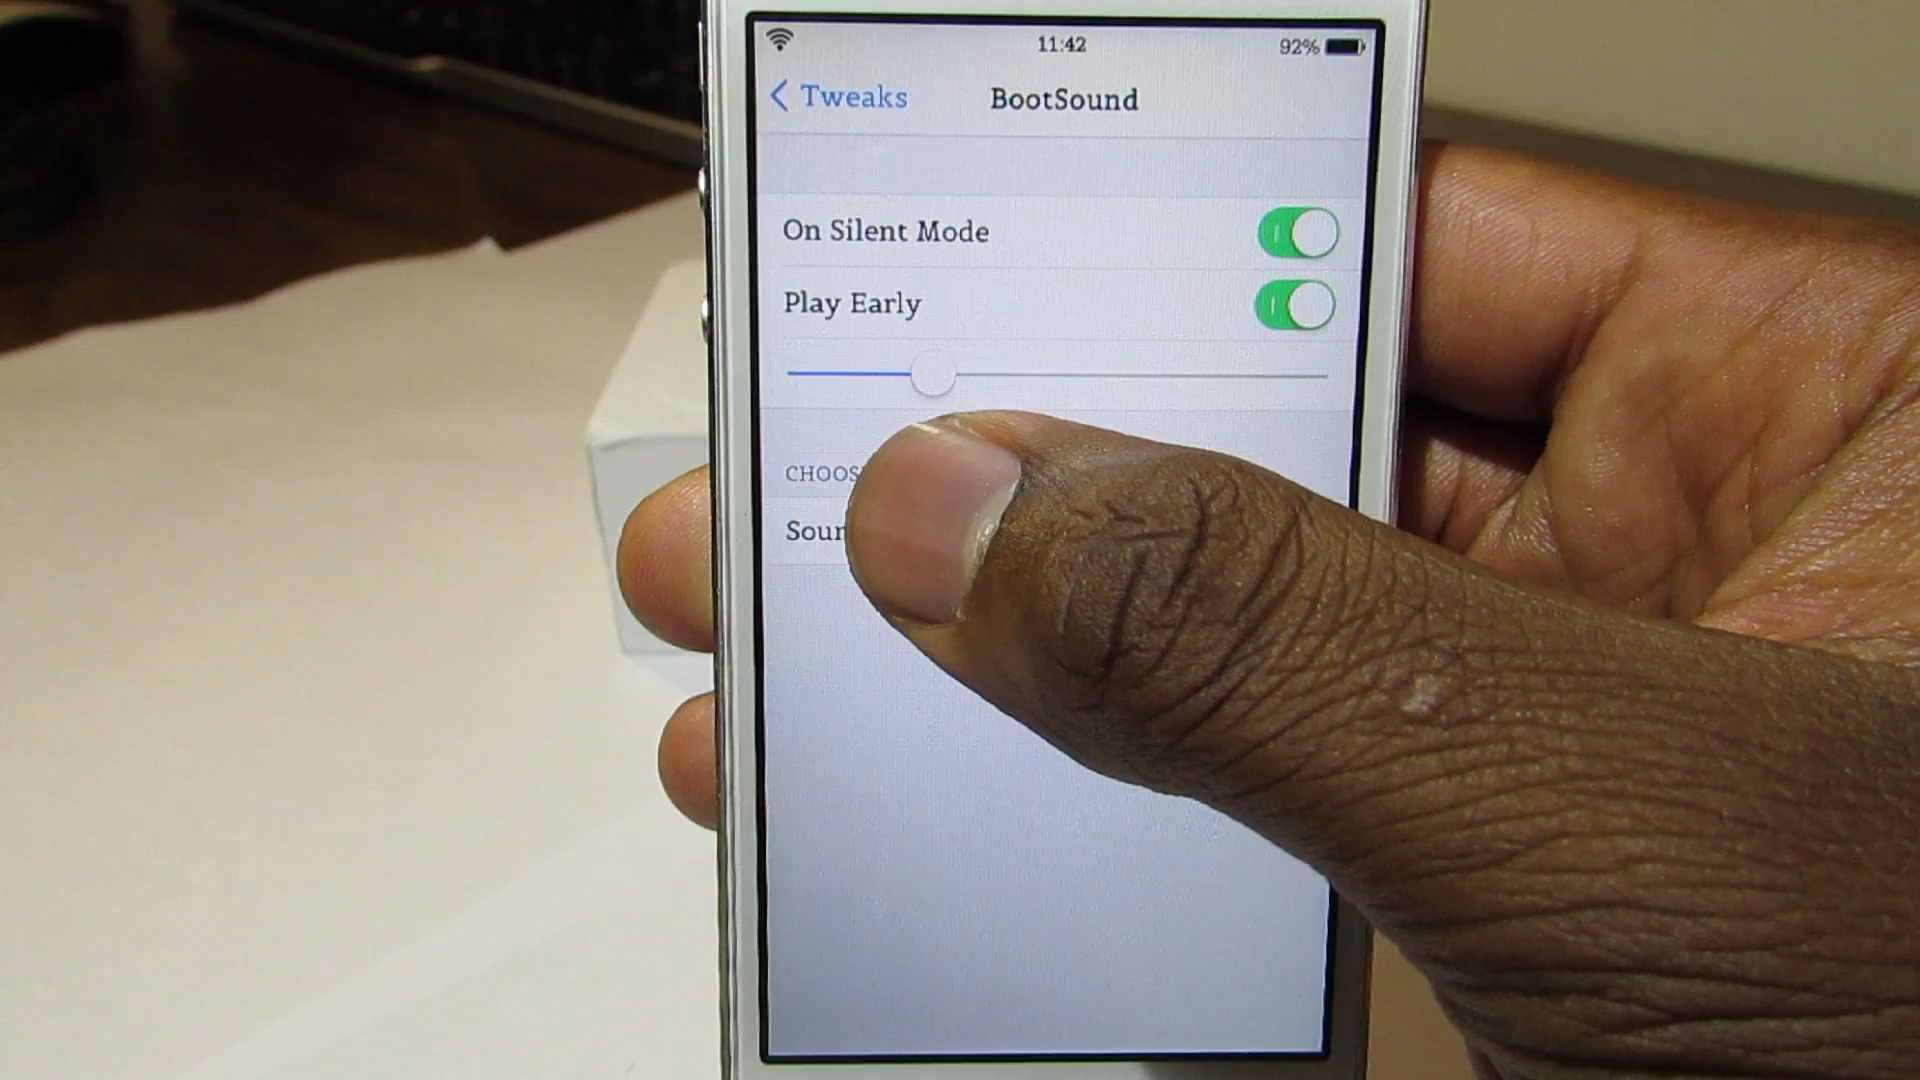 11:42
92%
Tweaks
BootSound
On Silent Mode
Play Early